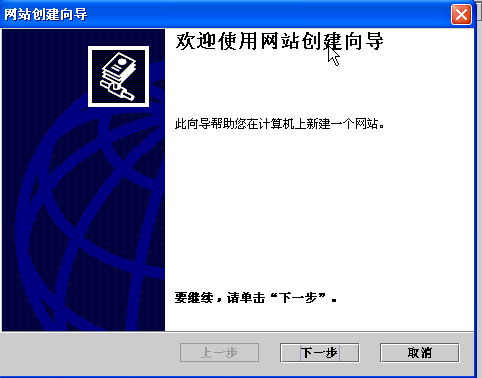 网站创建向导
欢迎使用网站创建向导
此向导帮助您在计算机上新建一个网站。
要继续，请单击“下一步”。
上一步
下一步
取消